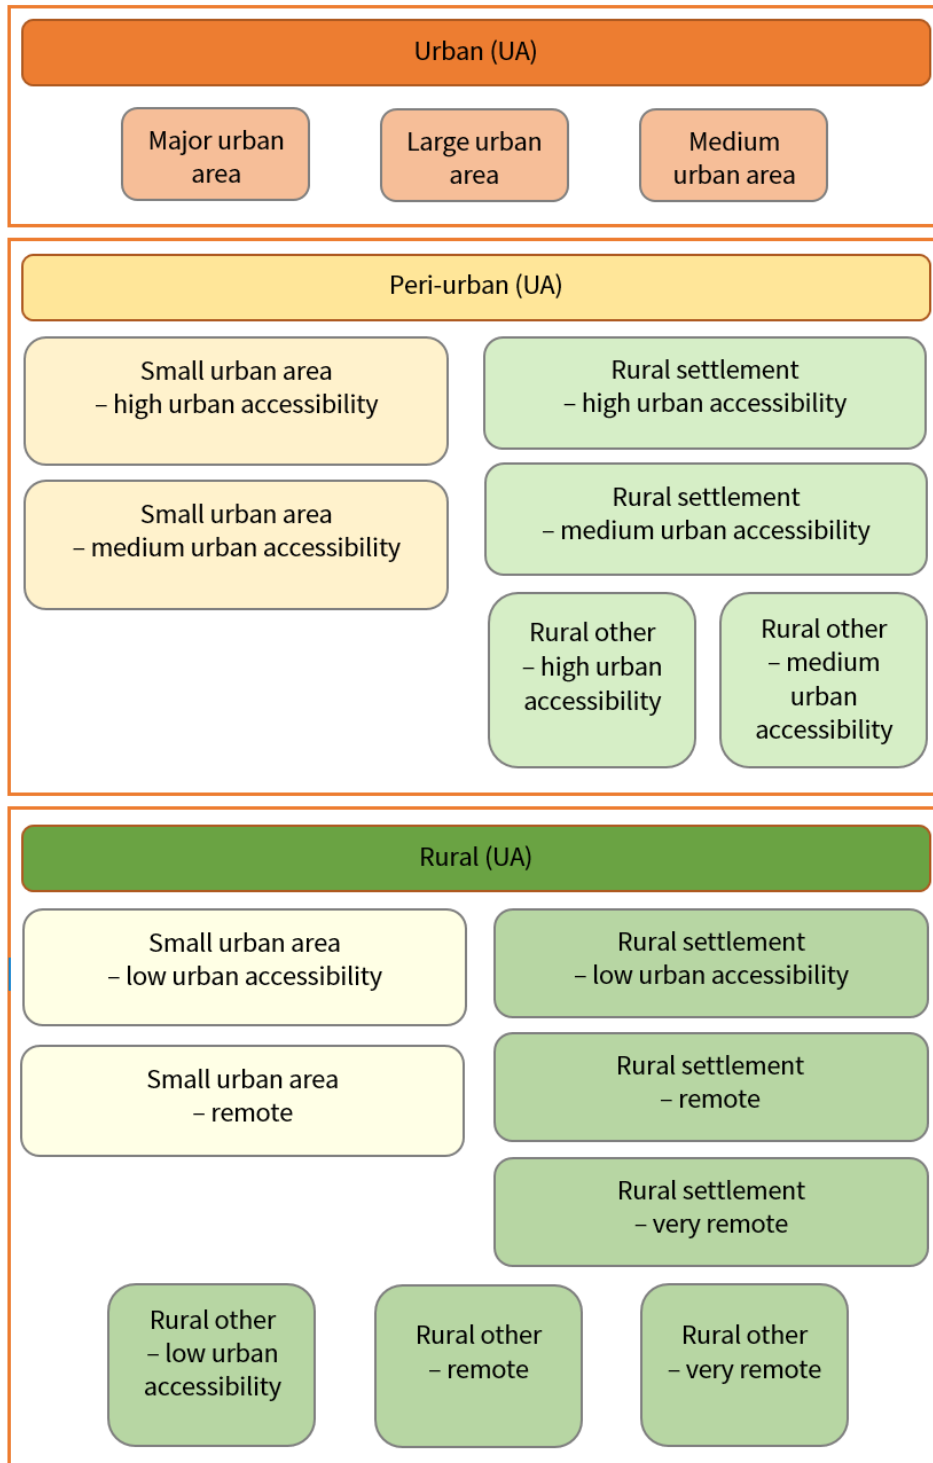 Urban (UA)
Major urban
area
Large urban
area
Medium
urban area
Peri-urban (UA)
Small urban area
– high urban accessibility
Small urban area
– medium urban accessibility
Rural settlement
– high urban accessibility
Rural settlement
– medium urban accessibility
Rural other
– high urban
accessibility
Rural other
– medium
urban
accessibility
Rural (UA)
Small urban area
– low urban accessibility
Small urban area
– remote
Rural settlement
– low urban accessibility
Rural settlement
– remote
Rural settlement
– very remote
Rural other
– low urban
accessibility
Rural other
– remote
Rural other
– very remote